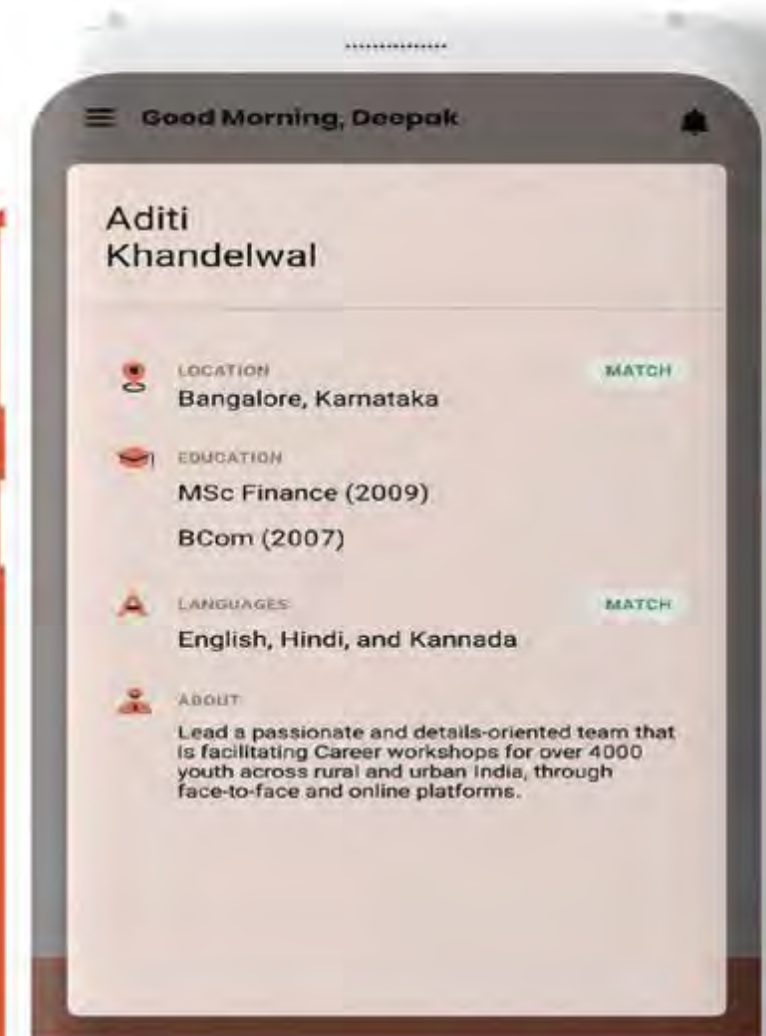 Good Morning, Deepak
Aditi
Khandelwal
LOCATION
MATCH
Bangalore, Karnataka
EDUCATION
MSc Finance (2009)
BCom (2007)
LANGUAGES
MATCH
English, Hindi, and Kannada
ABOUT
Lead a passionate and details-oriented team that
is facilitating Career workshops for over 4000
youth across rural and urban India, through
face-to-face and online platforms.